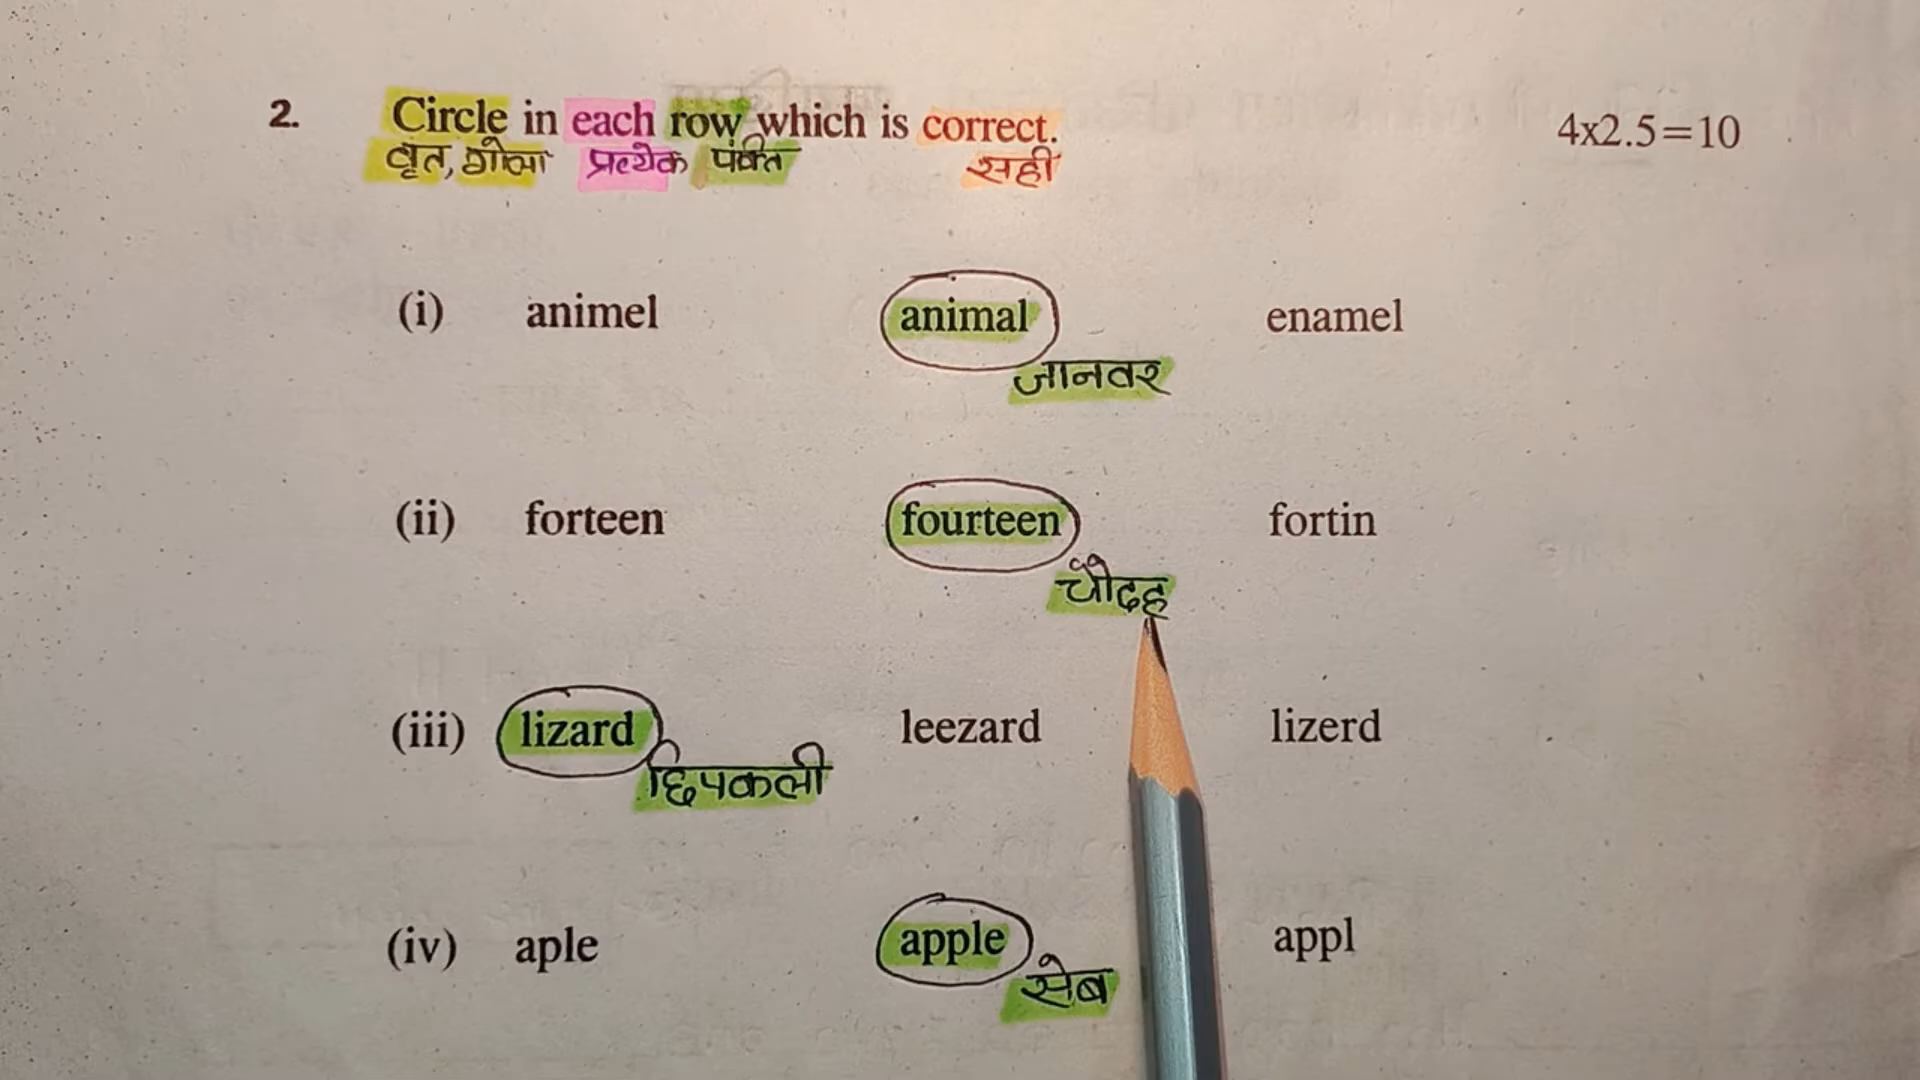 2. Circle in each row which is correct. 4x2.5=10
वृत, गोला प्रत्येक पंक्ति सही
(i) animel animal enamel
जानवर
(ii) forteen fourteen fortin
चौदह
(iii) lizard leezard lizerd
छिपकली
(iv) aple apple appl
सेब